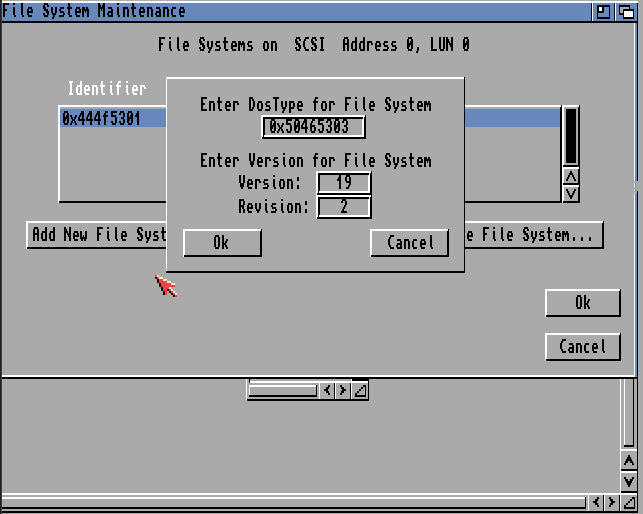 File System Maintenance
File Systems on SCSI Address 0, LUN 0
Identifier
0x444f5301
Enter DosType for File System
0x50465303
Enter Version for File System
Version: 19
Revision: 2
Ok Cancel
Add New File Syst
e File System...
Ok
Cancel